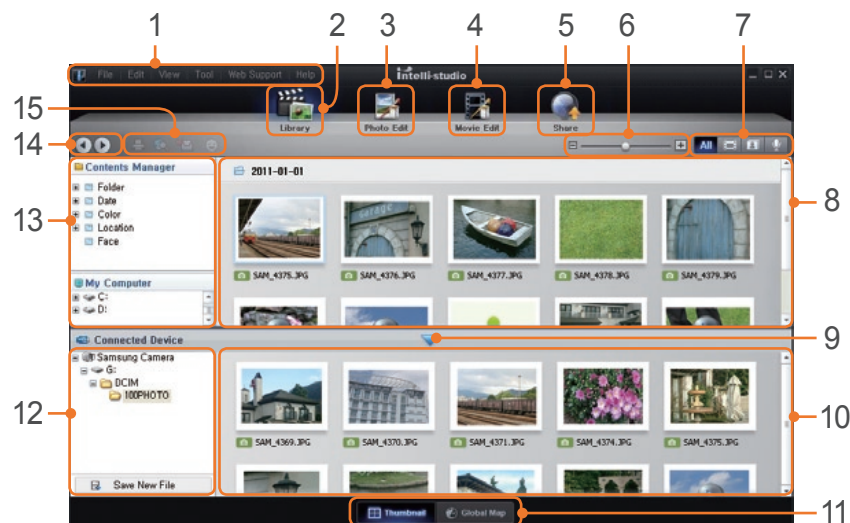 1 2 3 4 5 6 7
File Edit View Tool Web Support Help
intelli-studio
Library Photo Edit Movie Edit Share
15
14
All
Contents Manager
Folder
Date
Color
Location
Face
13
2011-01-01
SAM_4375.JPG SAM_4376.JPG SAM_4377.JPG SAM_4378.JPG SAM_4379.JPG
8
My Computer
C:
D:
Connected Device
9
Samsung Camera
G:
DCIM
100PHOTO
12
SAM_4369.JPG SAM_4370.JPG SAM_4371.JPG SAM_4374.JPG SAM_4375.JPG
10
Save New File
Thumbnail Global Map
11